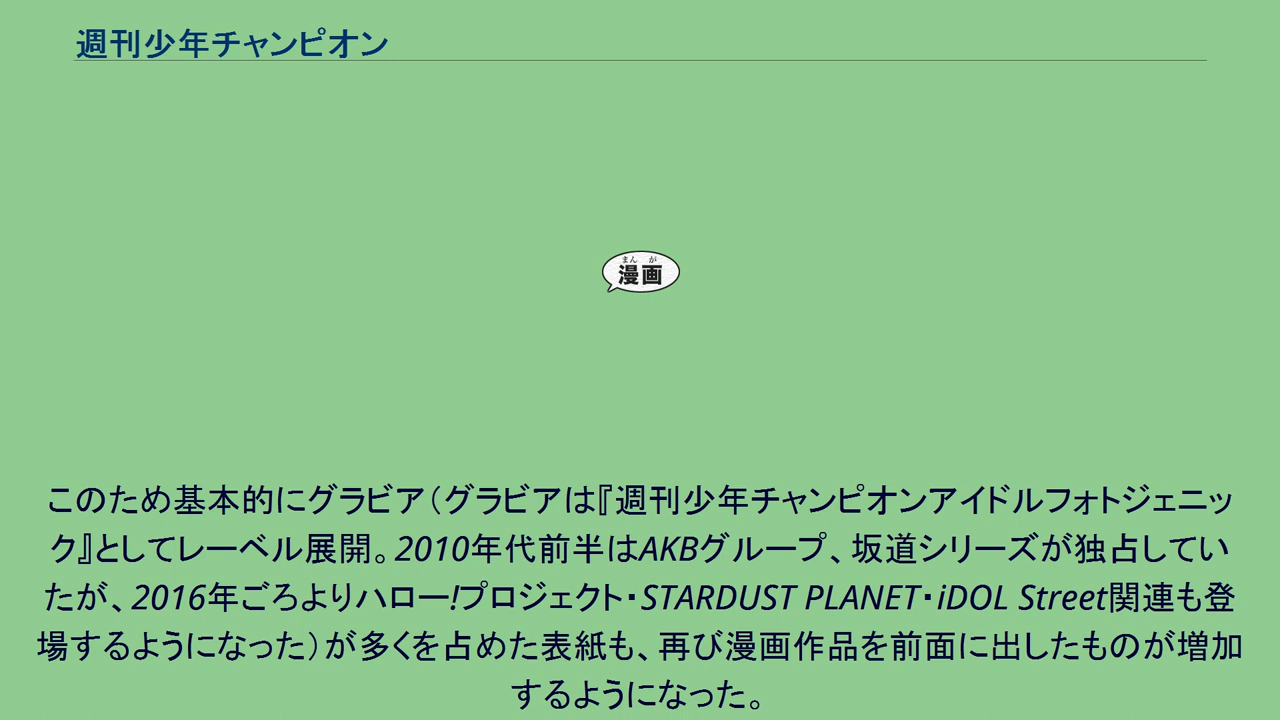 週刊少年チャンピオン
まんが
漫画
このため基本的にグラビア（グラビアは『週刊少年チャンピオンアイドルフォトジェニッ
ク』としてレーベル展開。2010年代前半はAKBグループ、坂道シリーズが独占してい
たが、2016年ごろよりハロー!プロジェクト・STARDUST PLANET・iDOL Street関連も登
場するようになった）が多くを占めた表紙も、再び漫画作品を前面に出したものが増加
するようになった。